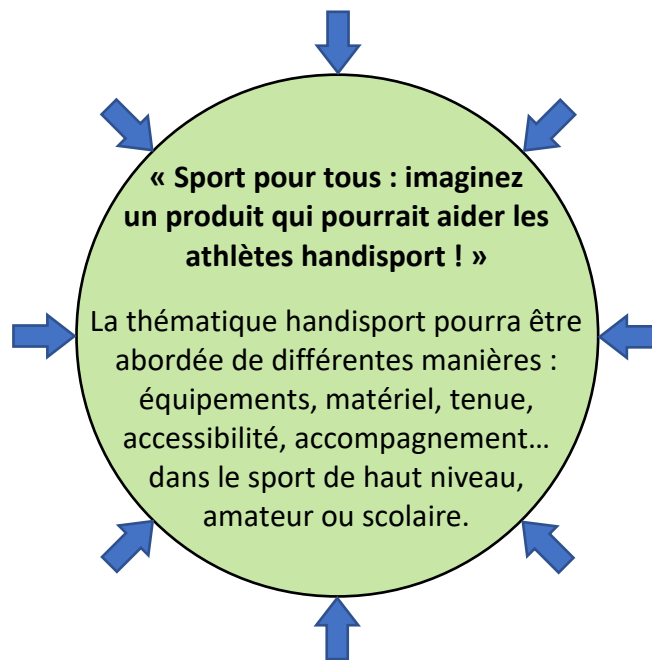 « Sport pour tous : imaginez
un produit qui pourrait aider les
athlètes handisport ! »
La thématique handisport pourra être
abordée de différentes manières :
équipements, matériel, tenue,
accessibilité, accompagnement…
dans le sport de haut niveau,
amateur ou scolaire.